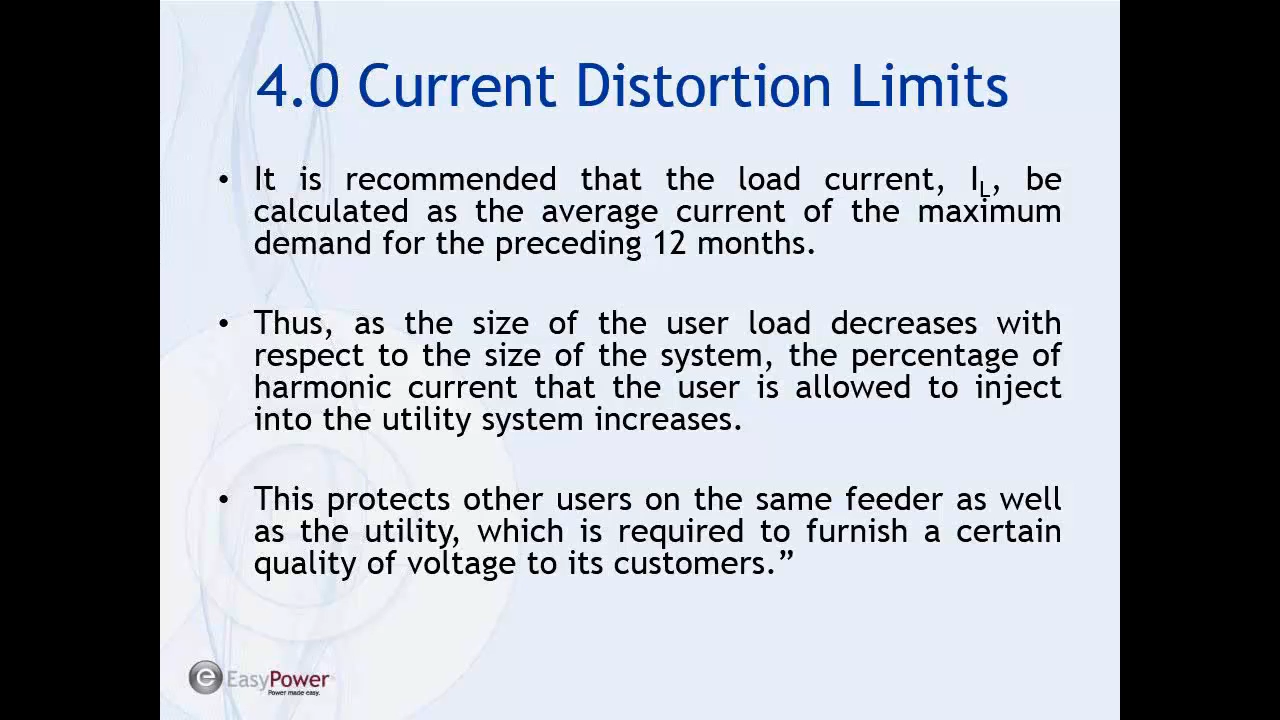 4.0 Current Distortion Limits
• It is recommended that the load current, I_L, be
calculated as the average current of the maximum
demand for the preceding 12 months.
• Thus, as the size of the user load decreases with
respect to the size of the system, the percentage of
harmonic current that the user is allowed to inject
into the utility system increases.
• This protects other users on the same feeder as well
as the utility, which is required to furnish a certain
quality of voltage to its customers.”
e EasyPower
Power made easy.